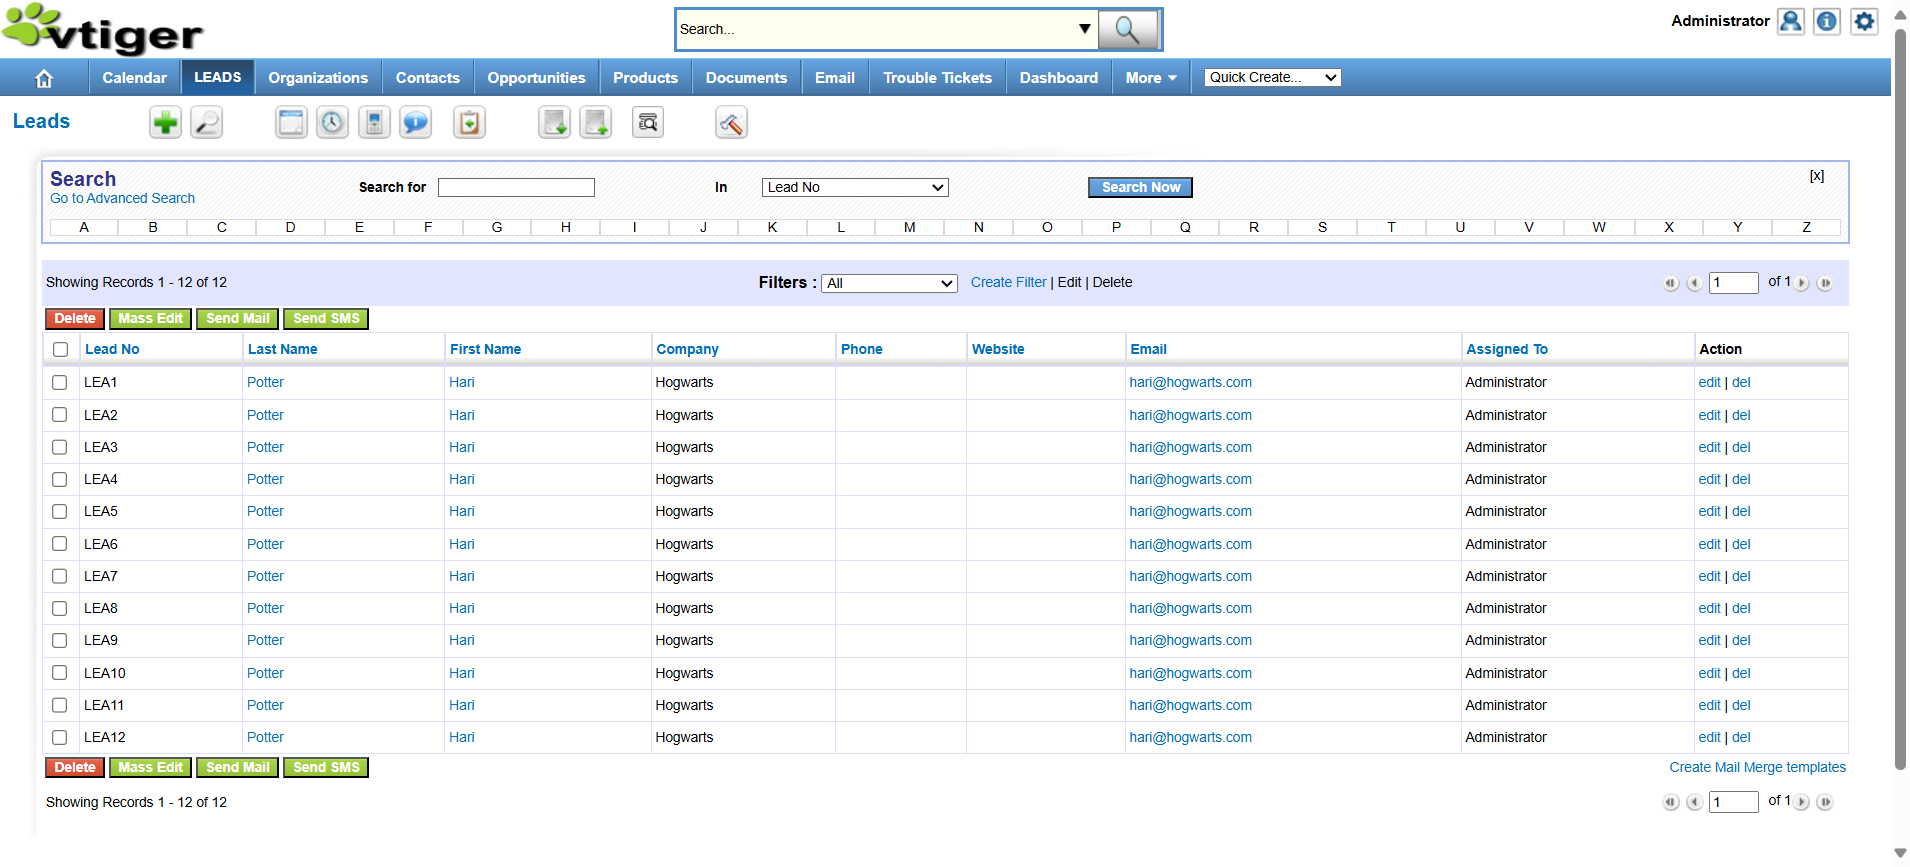 vtiger
Search...
Administrator
Calendar LEADS Organizations Contacts Opportunities Products Documents Email Trouble Tickets Dashboard More Quick Create...
Leads
Search
Go to Advanced Search
Search for In Lead No Search Now [x]
A B C D E F G H I J K L M N O P Q R S T U V W X Y Z
Showing Records 1 - 12 of 12 Filters : All Create Filter | Edit | Delete 1 of 1
Delete Mass Edit Send Mail Send SMS
Lead No Last Name First Name Company Phone Website Email Assigned To Action
LEA1 Potter Hari Hogwarts hari@hogwarts.com Administrator edit | del
LEA2 Potter Hari Hogwarts hari@hogwarts.com Administrator edit | del
LEA3 Potter Hari Hogwarts hari@hogwarts.com Administrator edit | del
LEA4 Potter Hari Hogwarts hari@hogwarts.com Administrator edit | del
LEA5 Potter Hari Hogwarts hari@hogwarts.com Administrator edit | del
LEA6 Potter Hari Hogwarts hari@hogwarts.com Administrator edit | del
LEA7 Potter Hari Hogwarts hari@hogwarts.com Administrator edit | del
LEA8 Potter Hari Hogwarts hari@hogwarts.com Administrator edit | del
LEA9 Potter Hari Hogwarts hari@hogwarts.com Administrator edit | del
LEA10 Potter Hari Hogwarts hari@hogwarts.com Administrator edit | del
LEA11 Potter Hari Hogwarts hari@hogwarts.com Administrator edit | del
LEA12 Potter Hari Hogwarts hari@hogwarts.com Administrator edit | del
Delete Mass Edit Send Mail Send SMS Create Mail Merge templates
Showing Records 1 - 12 of 12 1 of 1